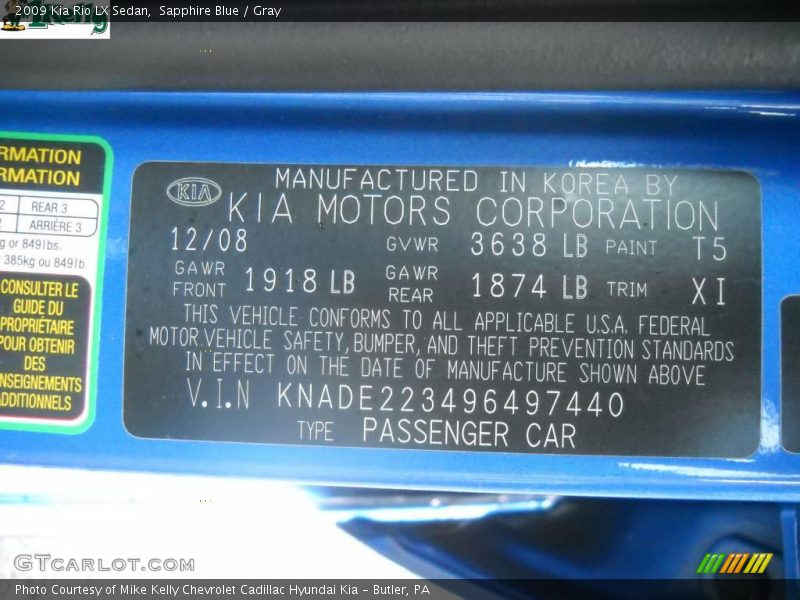 2009 Kia Rio LX Sedan,  Sapphire Blue / Gray
RMATION
RMATION
2 REAR 3
2 ARRIÈRE 3
g or 849lbs.
385kg ou 849lb.
CONSULTER LE
GUIDE DU
PROPRIÉTAIRE
POUR OBTENIR
DES
NSEIGNEMENTS
ADDITIONNELS
KIA
MANUFACTURED IN KOREA BY
KIA MOTORS CORPORATION
12/08 GVWR 3638 LB PAINT T5
GAWR FRONT 1918 LB GAWR REAR 1874 LB TRIM XI
THIS VEHICLE CONFORMS TO ALL APPLICABLE U.S.A. FEDERAL
MOTOR VEHICLE SAFETY, BUMPER, AND THEFT PREVENTION STANDARDS
IN EFFECT ON THE DATE OF MANUFACTURE SHOWN ABOVE
V.I.N KNADE223496497440
TYPE PASSENGER CAR
GTCARLOT.COM
Photo Courtesy of Mike Kelly Chevrolet Cadillac Hyundai Kia - Butler, PA